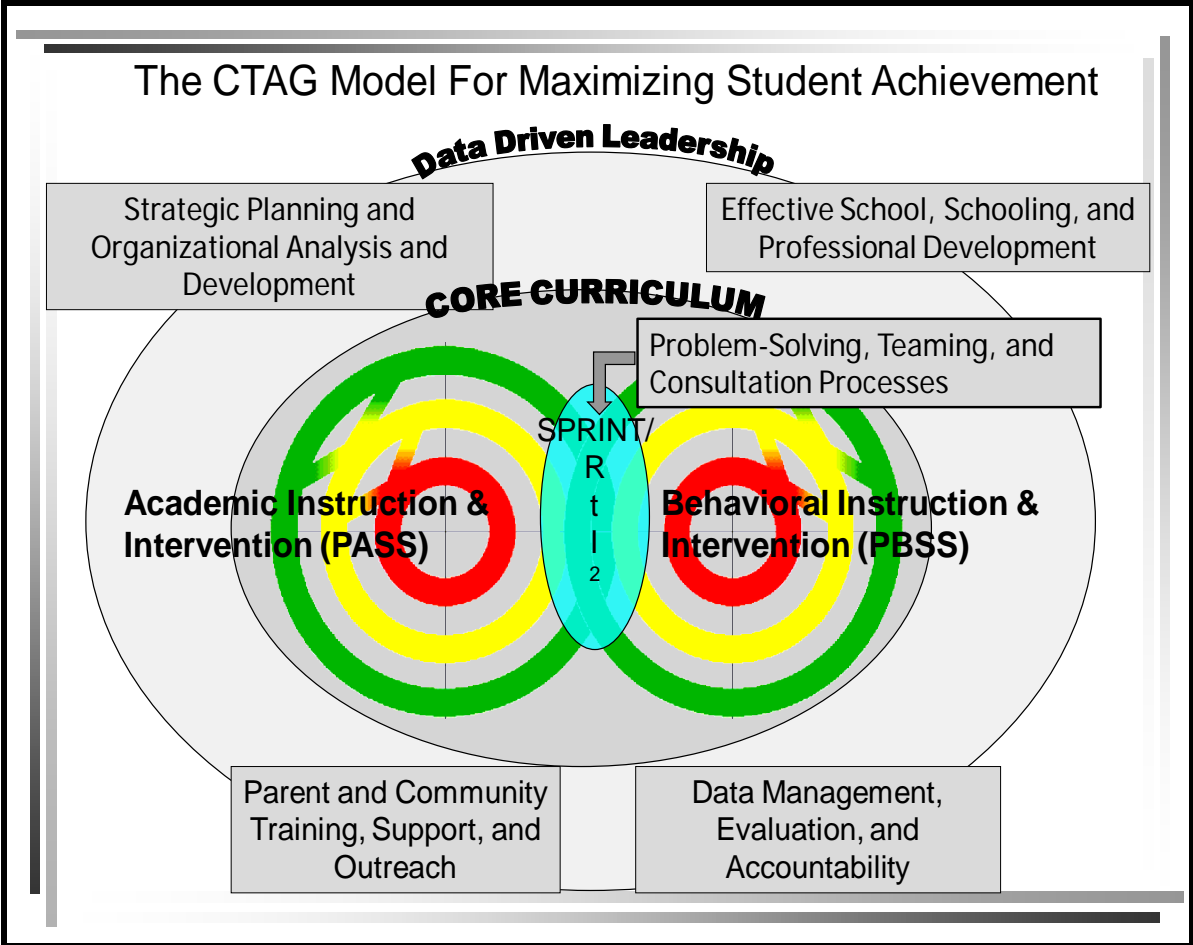 The CTAG Model For Maximizing Student Achievement
Data Driven Leadership
Strategic Planning and
Organizational Analysis and
Development
Effective School, Schooling, and
Professional Development
CORE CURRICULUM
Problem-Solving, Teaming, and
Consultation Processes
SPRINT/
R
t
I
2
Academic Instruction &
Intervention (PASS)
Behavioral Instruction &
Intervention (PBSS)
Parent and Community
Training, Support, and
Outreach
Data Management,
Evaluation, and
Accountability